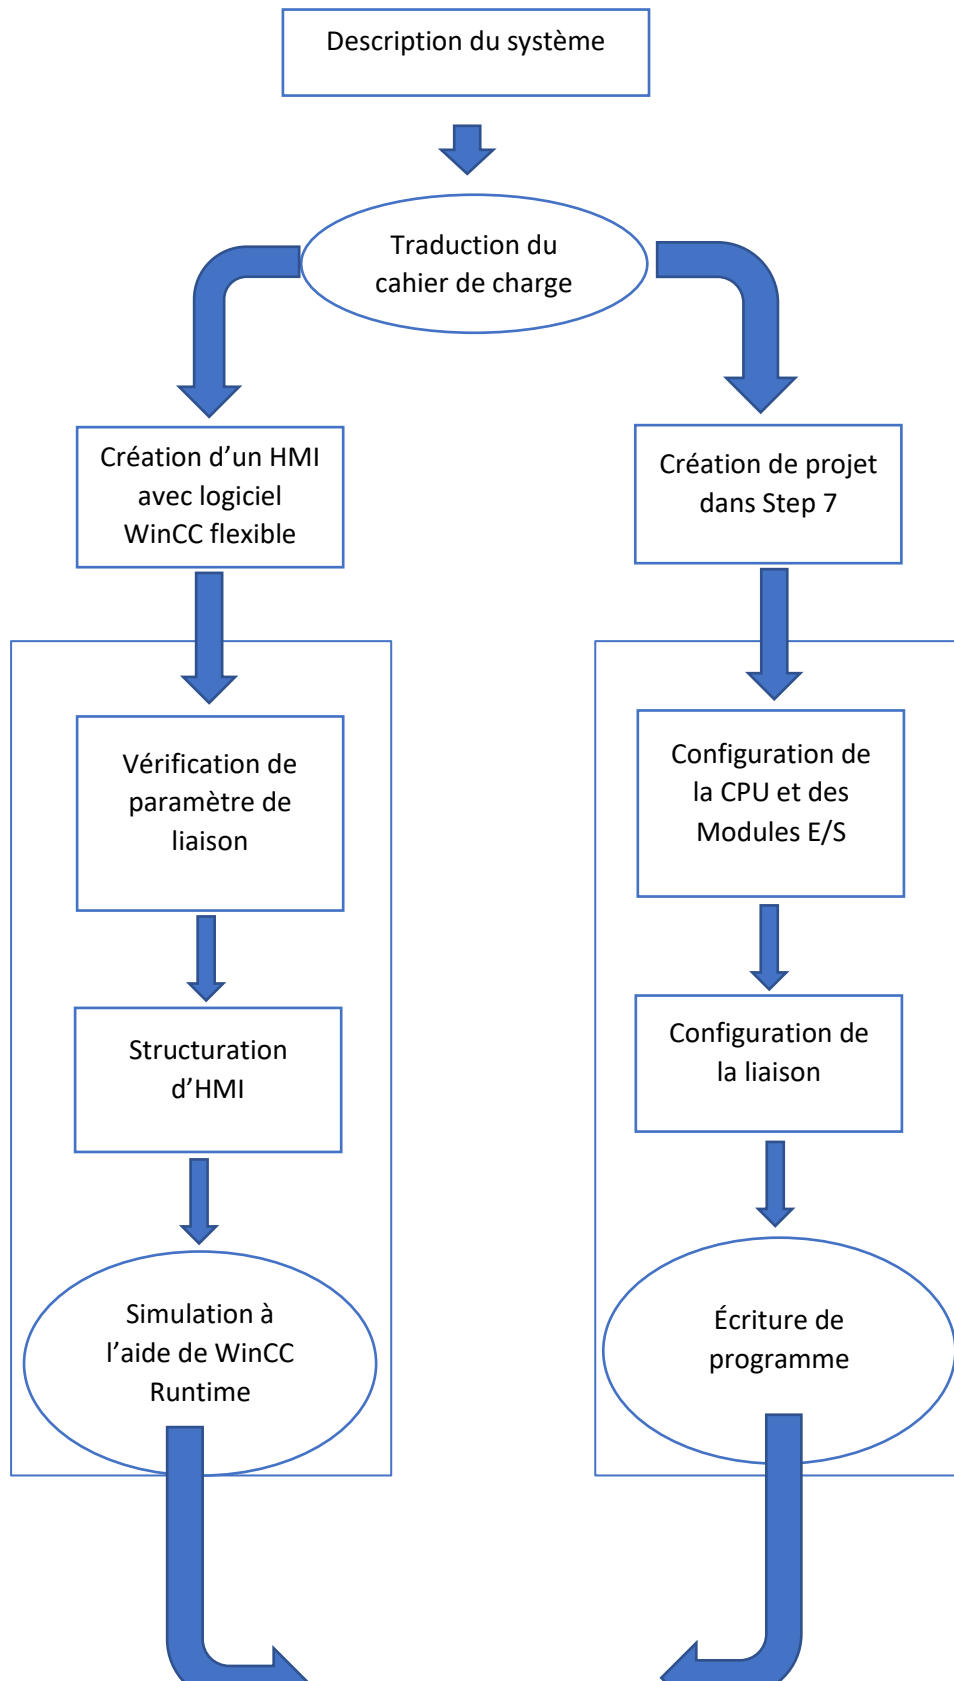 Description du système
Traduction du
cahier de charge
Création d’un HMI
avec logiciel
WinCC flexible
Création de projet
dans Step 7
Vérification de
paramètre de
liaison
Configuration de
la CPU et des
Modules E/S
Structuration
d’HMI
Configuration de
la liaison
Simulation à
l’aide de WinCC
Runtime
Écriture de
programme